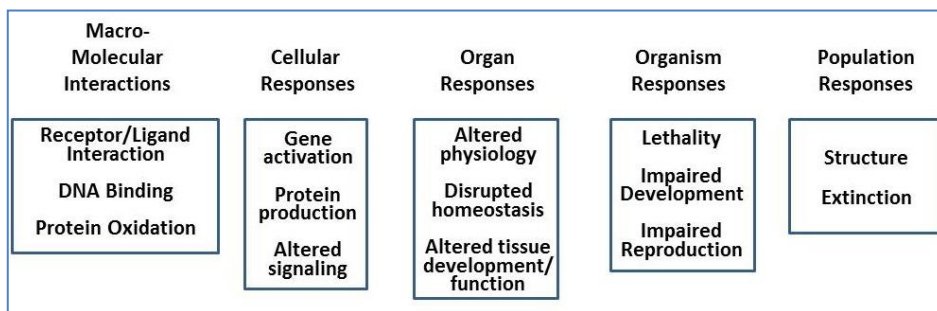 Macro-
Molecular
Interactions
Receptor/Ligand
Interaction
DNA Binding
Protein Oxidation
Cellular
Responses
Gene
activation
Protein
production
Altered
signaling
Organ
Responses
Altered
physiology
Disrupted
homeostasis
Altered tissue
development/
function
Organism
Responses
Lethality
Impaired
Development
Impaired
Reproduction
Population
Responses
Structure
Extinction